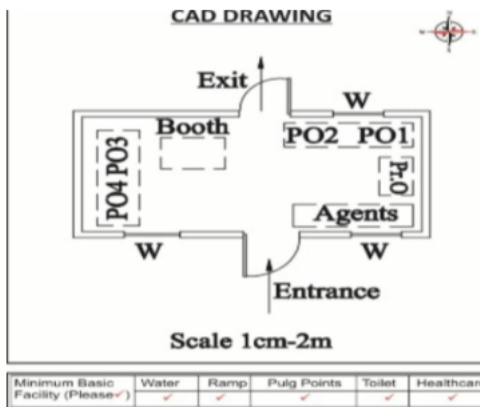 CAD DRAWING
Exit
W
Booth
PO2 PO1
PO4 PO3
Pr.O
Agents
W
W
Entrance
Scale 1cm-2m
Minimum Basic Facility (Please✓)
Water
Ramp
Pulg Points
Toilet
Healthcar
✓ ✓ ✓ ✓ ✓